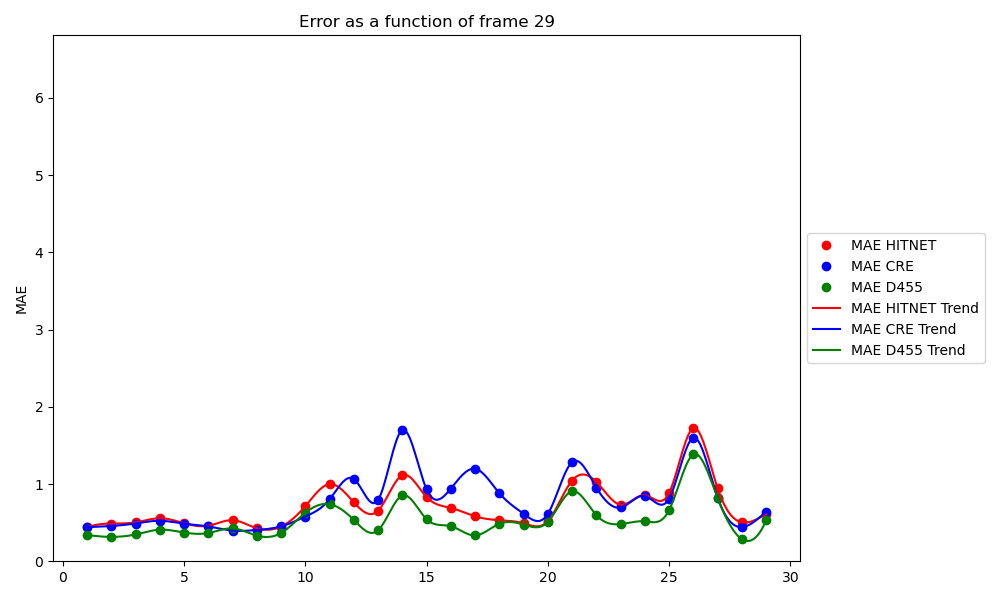 Error as a function of frame 29
MAE
6
5
4
3
2
1
0
0 5 10 15 20 25 30
MAE HITNET
MAE CRE
MAE D455
MAE HITNET Trend
MAE CRE Trend
MAE D455 Trend